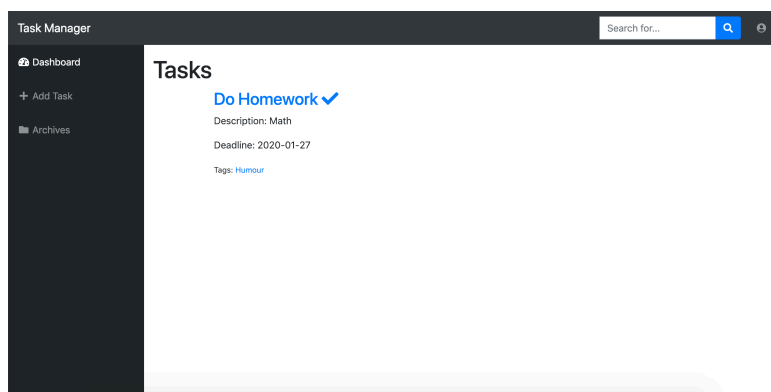 Task Manager
Search for...
Dashboard
Add Task
Archives
Tasks
Do Homework
Description: Math
Deadline: 2020-01-27
Tags: Humour